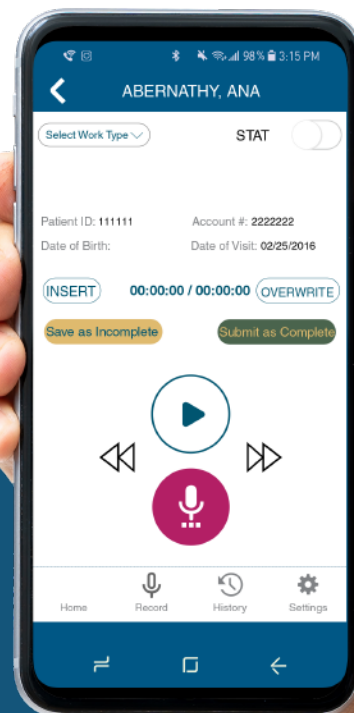 98% 3:15 PM
ABERNATHY, ANA
Select Work Type STAT
Patient ID: 111111 Account #: 2222222
Date of Birth: Date of Visit: 02/25/2016
INSERT 00:00:00 / 00:00:00 OVERWRITE
Save as Incomplete Submit as Complete
Home Record History Settings